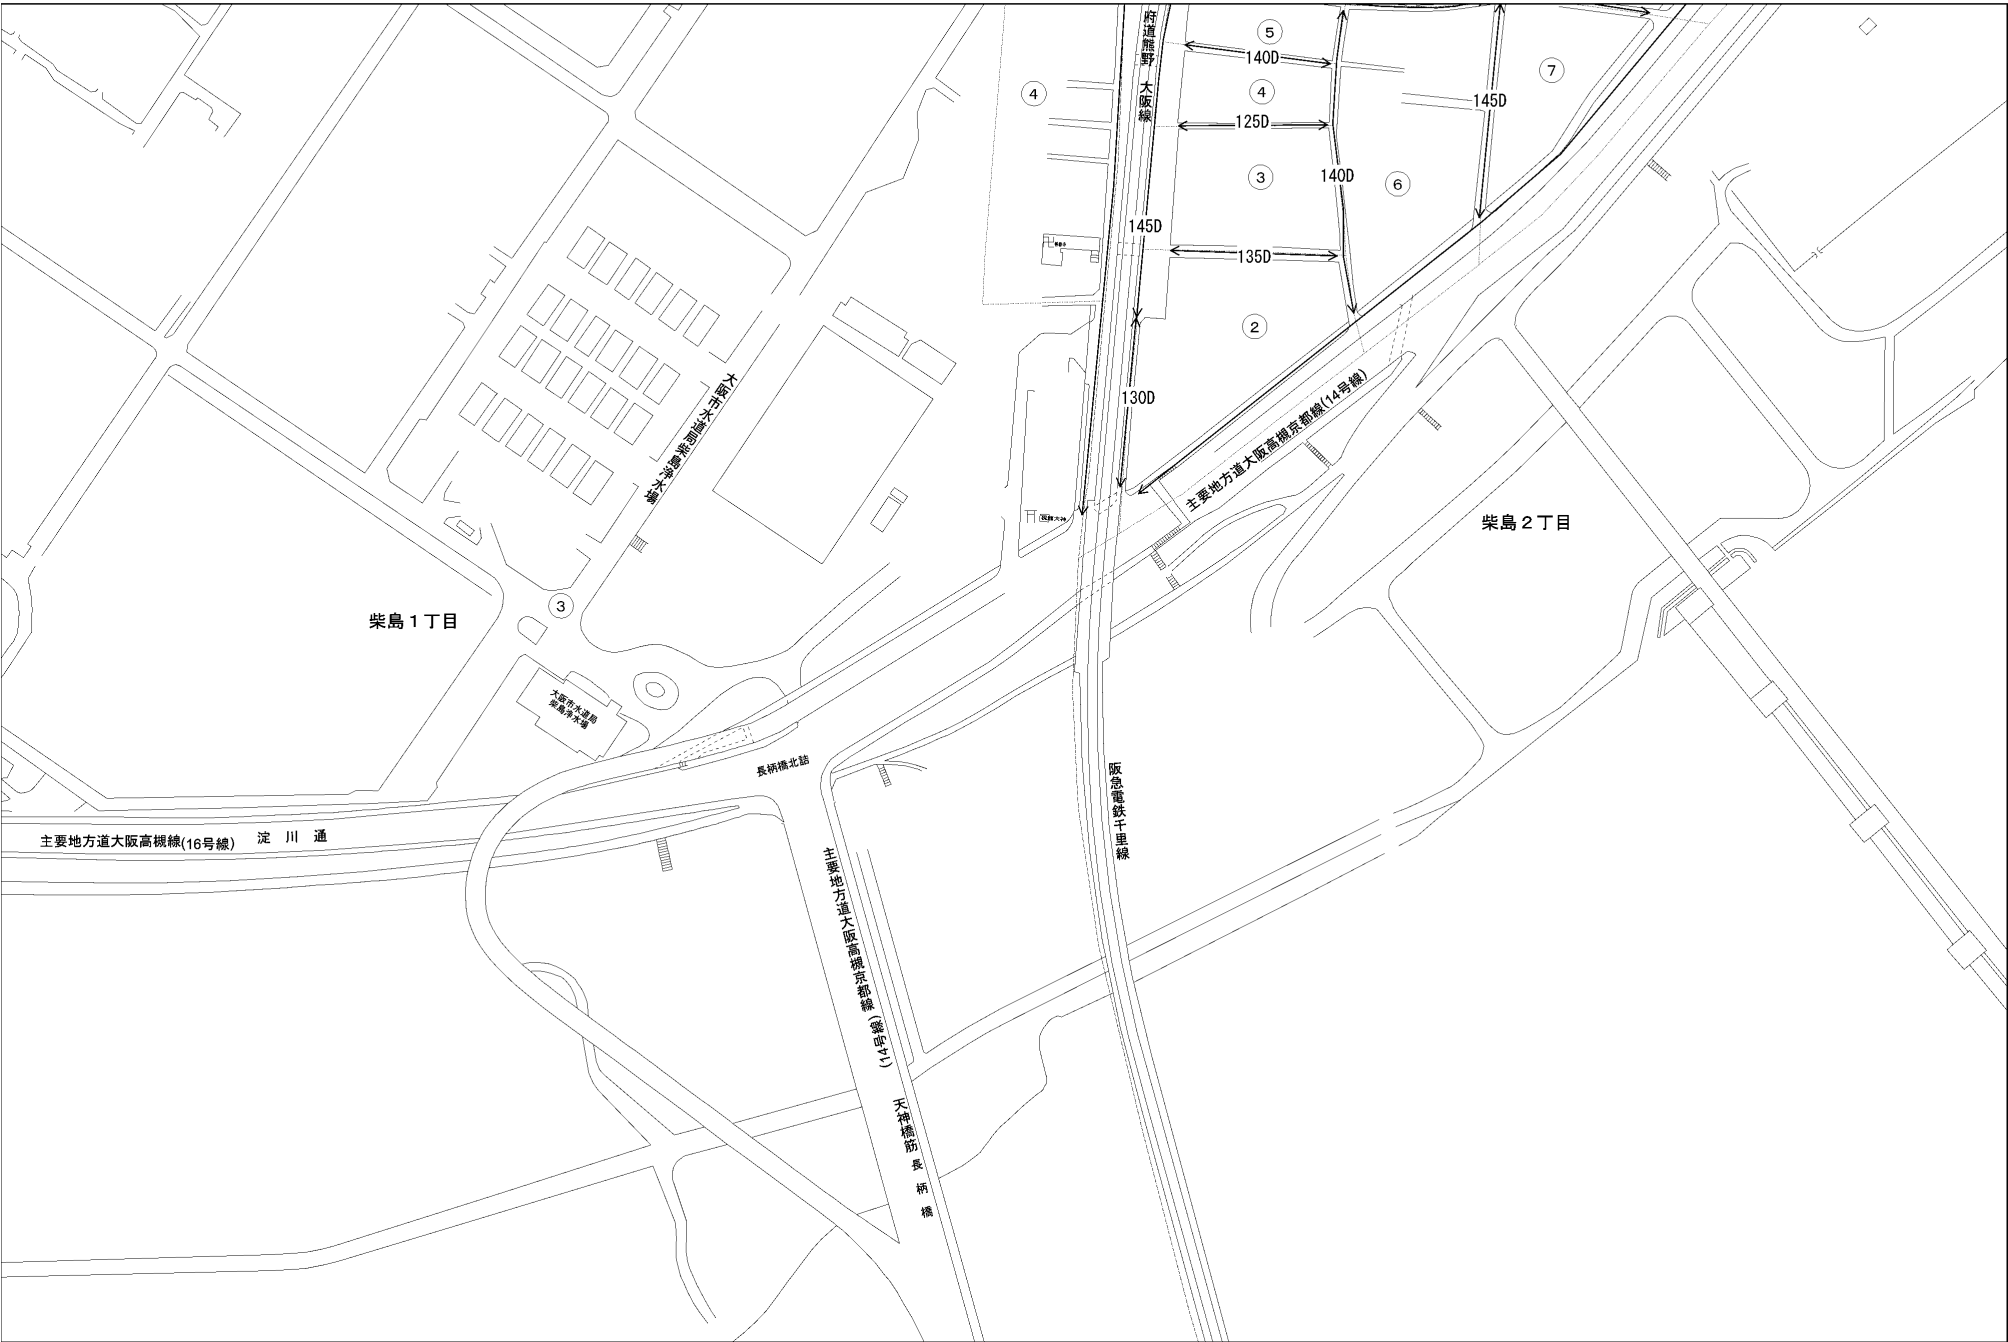 府道熊野 大阪線
⑤
140D
④
④
125D
③
140D
⑥
145D
⑦
145D
135D
②
130D
大阪市水道局柴島浄水場
主要地方道大阪高槻京都線(14号線)
柴島2丁目
③
柴島1丁目
大阪市水道局
柴島浄水場
長柄橋北詰
阪急電鉄千里線
主要地方道大阪高槻線(16号線) 淀川通
主要地方道大阪高槻京都線(14号線) 天神橋筋
長柄橋